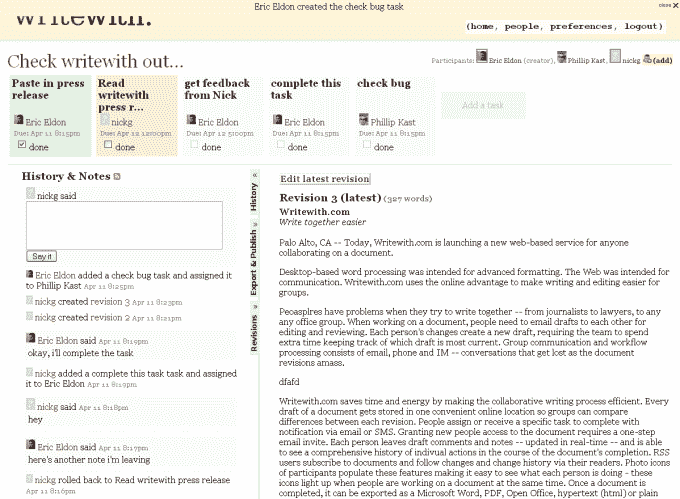 Eric Eldon created the check bug task
close
writewith.
(home, people, preferences, logout)
Check writewith out...
Participants: Eric Eldon (creator), Phillip Kast, nickg (add)
Paste in press release
Eric Eldon
Due: Apr 11 8:15pm
done
Read writewith press r...
nickg
Due: Apr 12 12:00pm
done
get feedback from Nick
Eric Eldon
Due: Apr 12 5:00pm
done
complete this task
Eric Eldon
done
check bug
Phillip Kast
done
Add a task
History & Notes
nickg said
Say it
Eric Eldon added a check bug task and assigned it
to Phillip Kast Apr 11 8:25pm
nickg created revision 3 Apr 11 8:23pm
nickg created revision 2 Apr 11 8:21pm
Eric Eldon said Apr 11 8:19pm
okay, i'll complete the task
nickg added a complete this task task and assigned
it to Eric Eldon Apr 11 8:19pm
nickg said Apr 11 8:18pm
hey
Eric Eldon said Apr 11 8:17pm
here's another note i'm leaving
nickg rolled back to Read writewith press release
Apr 11 8:16pm
History
Export & Publish
Revisions
Edit latest revision
Revision 3 (latest) (327 words)
Writewith.com
Write together easier
Palo Alto, CA -- Today, Writewith.com is launching a new web-based service for anyone
collaborating on a document.
Desktop-based word processing was intended for advanced formatting. The Web was intended for
communication. Writewith.com uses the online advantage to make writing and editing easier for
groups.
Peoasplres have problems when they try to write together -- from journalists to lawyers, to any
any office group. When working on a document, people need to email drafts to each other for
editing and reviewing. Each person's changes create a new draft, requiring the team to spend
extra time keeping track of which draft is most current. Group communication and workflow
processing consists of email, phone and IM -- conversations that get lost as the document
revisions amass.
dfafd
Writewith.com saves time and energy by making the collaborative writing process efficient. Every
draft of a document gets stored in one convenient online location so groups can compare
differences between each revision. People assign or receive a specific task to complete with
notification via email or SMS. Granting new people access to the document requires a one-step
email invite. Each person leaves draft comments and notes -- updated in real-time -- and is able
to see a comprehensive history of indivual actions in the course of the document's completion. RSS
users subscribe to documents and follow changes and change history via their readers. Photo icons
of participants populate these features making it easy to see what each person is doing - these
icons light up when people are working on a document at the same time. Once a document is
completed, it can be exported as a Microsoft Word, PDF, Open Office, hypertext (html) or plain